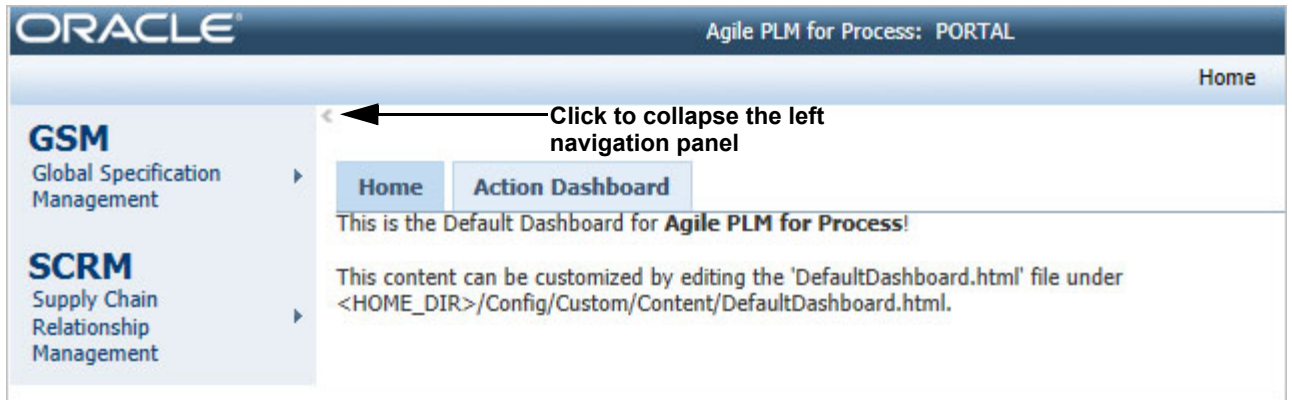 ORACLE
Agile PLM for Process: PORTAL
Home
Click to collapse the left
navigation panel
GSM
Global Specification
Management
SCRM
Supply Chain
Relationship
Management
Home Action Dashboard
This is the Default Dashboard for Agile PLM for Process!
This content can be customized by editing the 'DefaultDashboard.html' file under
<HOME_DIR>/Config/Custom/Content/DefaultDashboard.html.